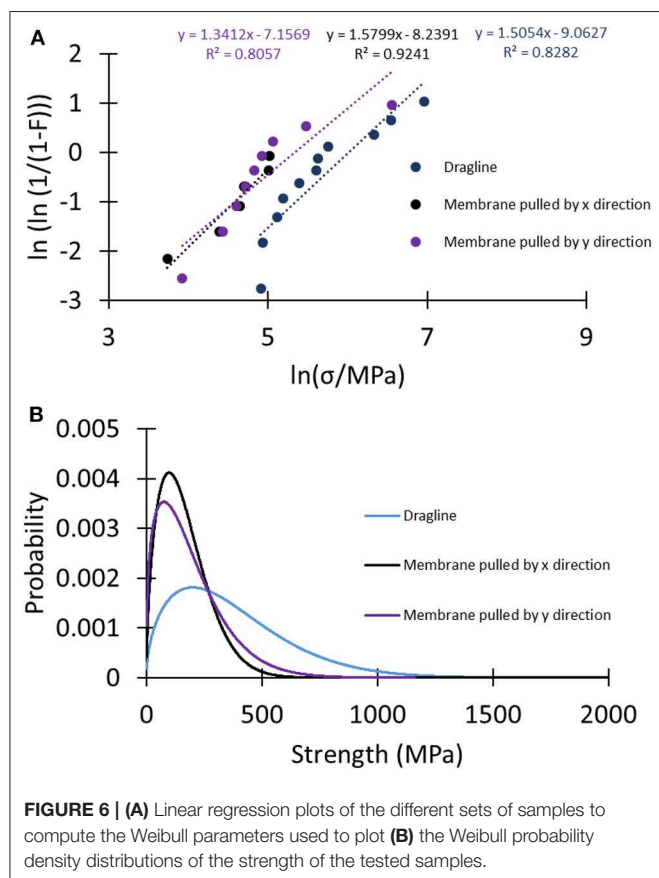 A
y = 1.3412x - 7.1569 y = 1.5799x - 8.2391 y = 1.5054x - 9.0627
R² = 0.8057 R² = 0.9241 R² = 0.8282
2
1
0
-1
-2
-3
ln (ln (1/(1-F)))
Dragline
Membrane pulled by x direction
Membrane pulled by y direction
3 5 7 9
ln(σ/MPa)
B
0.005
0.004
0.003
0.002
0.001
0
Probability
Dragline
Membrane pulled by x direction
Membrane pulled by y direction
0 500 1000 1500 2000
Strength (MPa)
FIGURE 6 | (A) Linear regression plots of the different sets of samples to
compute the Weibull parameters used to plot (B) the Weibull probability
density distributions of the strength of the tested samples.